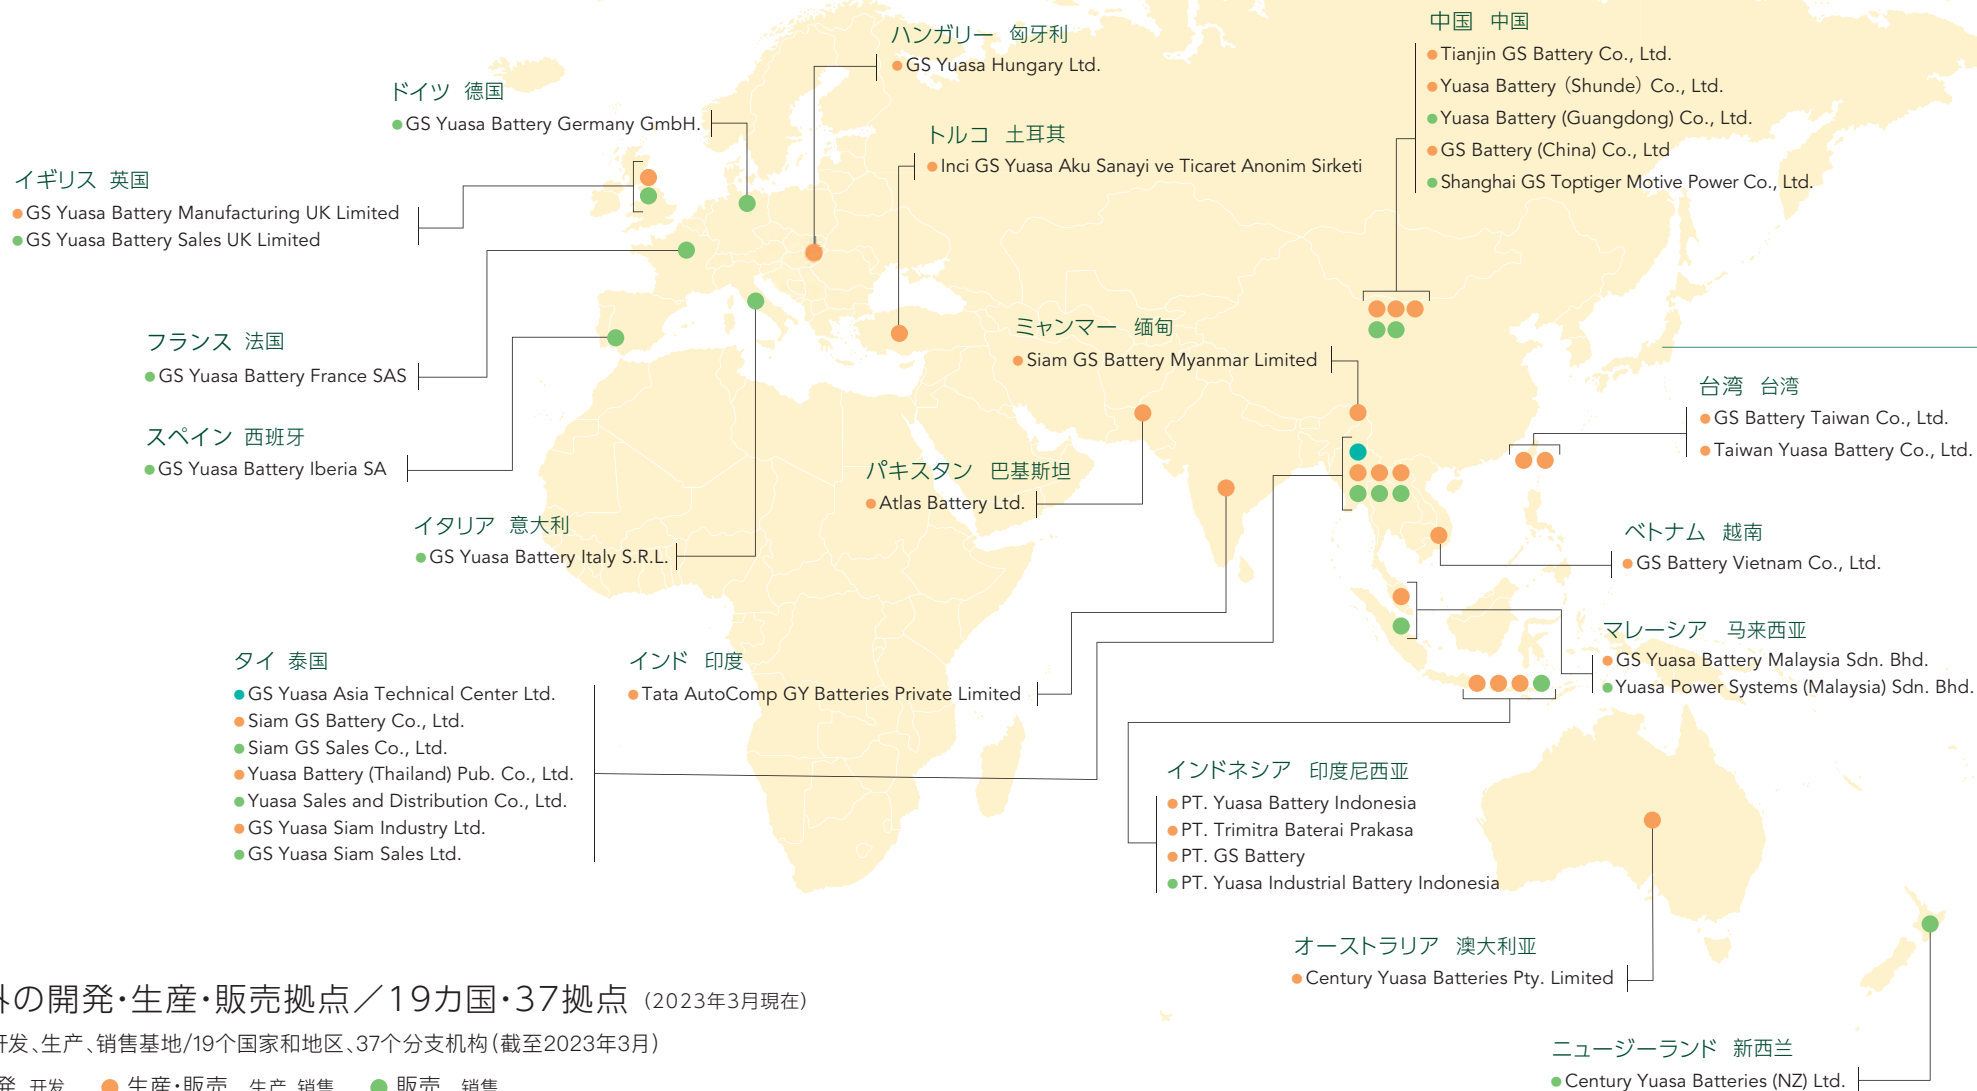 ハンガリー 匈牙利
GS Yuasa Hungary Ltd.
中国 中国
Tianjin GS Battery Co., Ltd.
Yuasa Battery (Shunde) Co., Ltd.
Yuasa Battery (Guangdong) Co., Ltd.
GS Battery (China) Co., Ltd
Shanghai GS Toptiger Motive Power Co., Ltd.
ドイツ 德国
GS Yuasa Battery Germany GmbH.
トルコ 土耳其
Inci GS Yuasa Aku Sanayi ve Ticaret Anonim Sirketi
イギリス 英国
GS Yuasa Battery Manufacturing UK Limited
GS Yuasa Battery Sales UK Limited
フランス 法国
GS Yuasa Battery France SAS
ミャンマー 缅甸
Siam GS Battery Myanmar Limited
台湾 台湾
GS Battery Taiwan Co., Ltd.
Taiwan Yuasa Battery Co., Ltd.
スペイン 西班牙
GS Yuasa Battery Iberia SA
パキスタン 巴基斯坦
Atlas Battery Ltd.
イタリア 意大利
GS Yuasa Battery Italy S.R.L.
ベトナム 越南
GS Battery Vietnam Co., Ltd.
マレーシア 马来西亚
GS Yuasa Battery Malaysia Sdn. Bhd.
Yuasa Power Systems (Malaysia) Sdn. Bhd.
タイ 泰国
GS Yuasa Asia Technical Center Ltd.
Siam GS Battery Co., Ltd.
Siam GS Sales Co., Ltd.
Yuasa Battery (Thailand) Pub. Co., Ltd.
Yuasa Sales and Distribution Co., Ltd.
GS Yuasa Siam Industry Ltd.
GS Yuasa Siam Sales Ltd.
インド 印度
Tata AutoComp GY Batteries Private Limited
インドネシア 印度尼西亚
PT. Yuasa Battery Indonesia
PT. Trimitra Baterai Prakasa
PT. GS Battery
PT. Yuasa Industrial Battery Indonesia
オーストラリア 澳大利亚
Century Yuasa Batteries Pty. Limited
ニュージーランド 新西兰
Century Yuasa Batteries (NZ) Ltd.
外の開発・生産・販売拠点／19カ国・37拠点 (2023年3月現在)
开发、生产、销售基地/19个国家和地区、37个分支机构(截至2023年3月)
発 开发 生産・販売 生产、销售 販売 销售